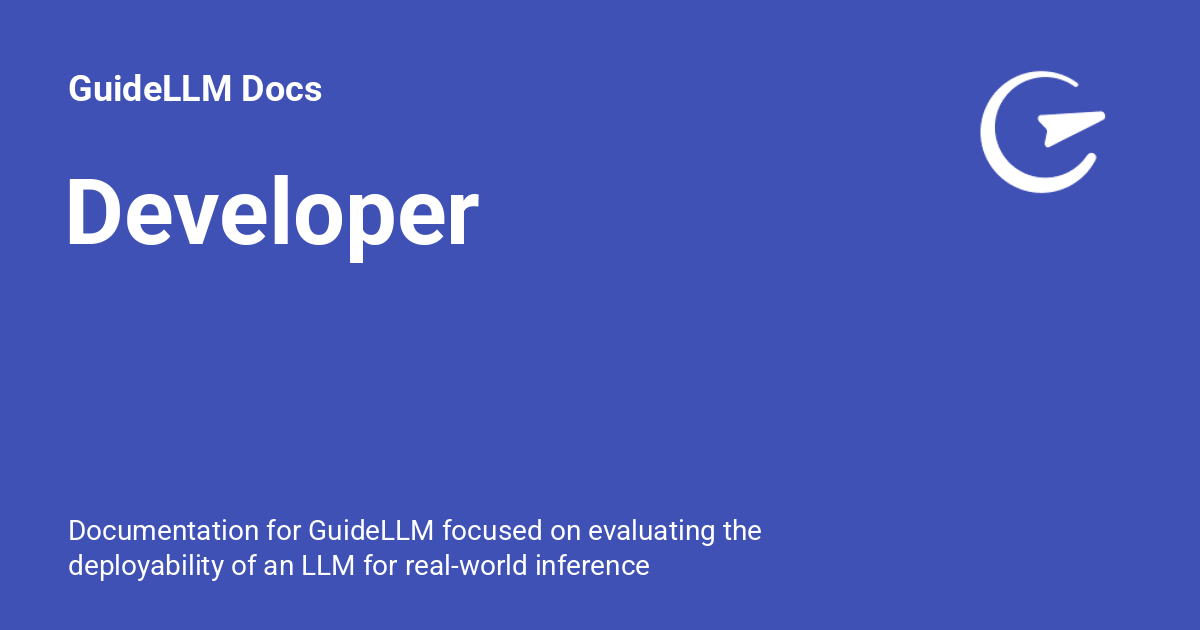 GuideLLM Docs
Developer
Documentation for GuideLLM focused on evaluating the
deployability of an LLM for real-world inference